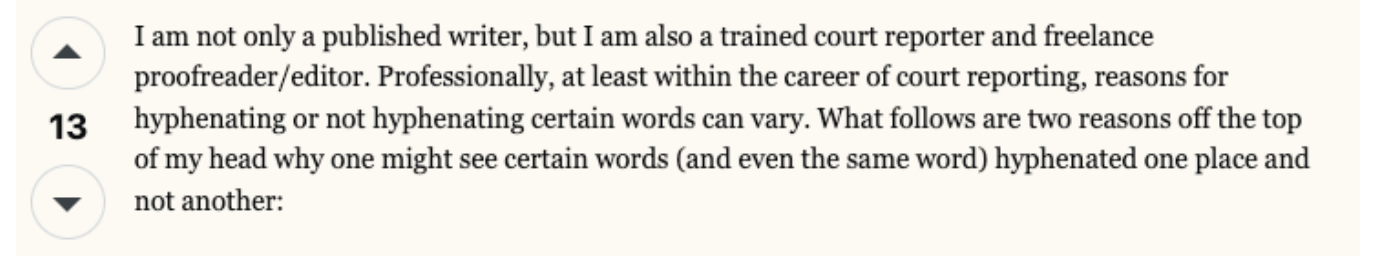 I am not only a published writer, but I am also a trained court reporter and freelance
proofreader/editor. Professionally, at least within the career of court reporting, reasons for
13
hyphenating or not hyphenating certain words can vary. What follows are two reasons off the top
of my head why one might see certain words (and even the same word) hyphenated one place and
not another: